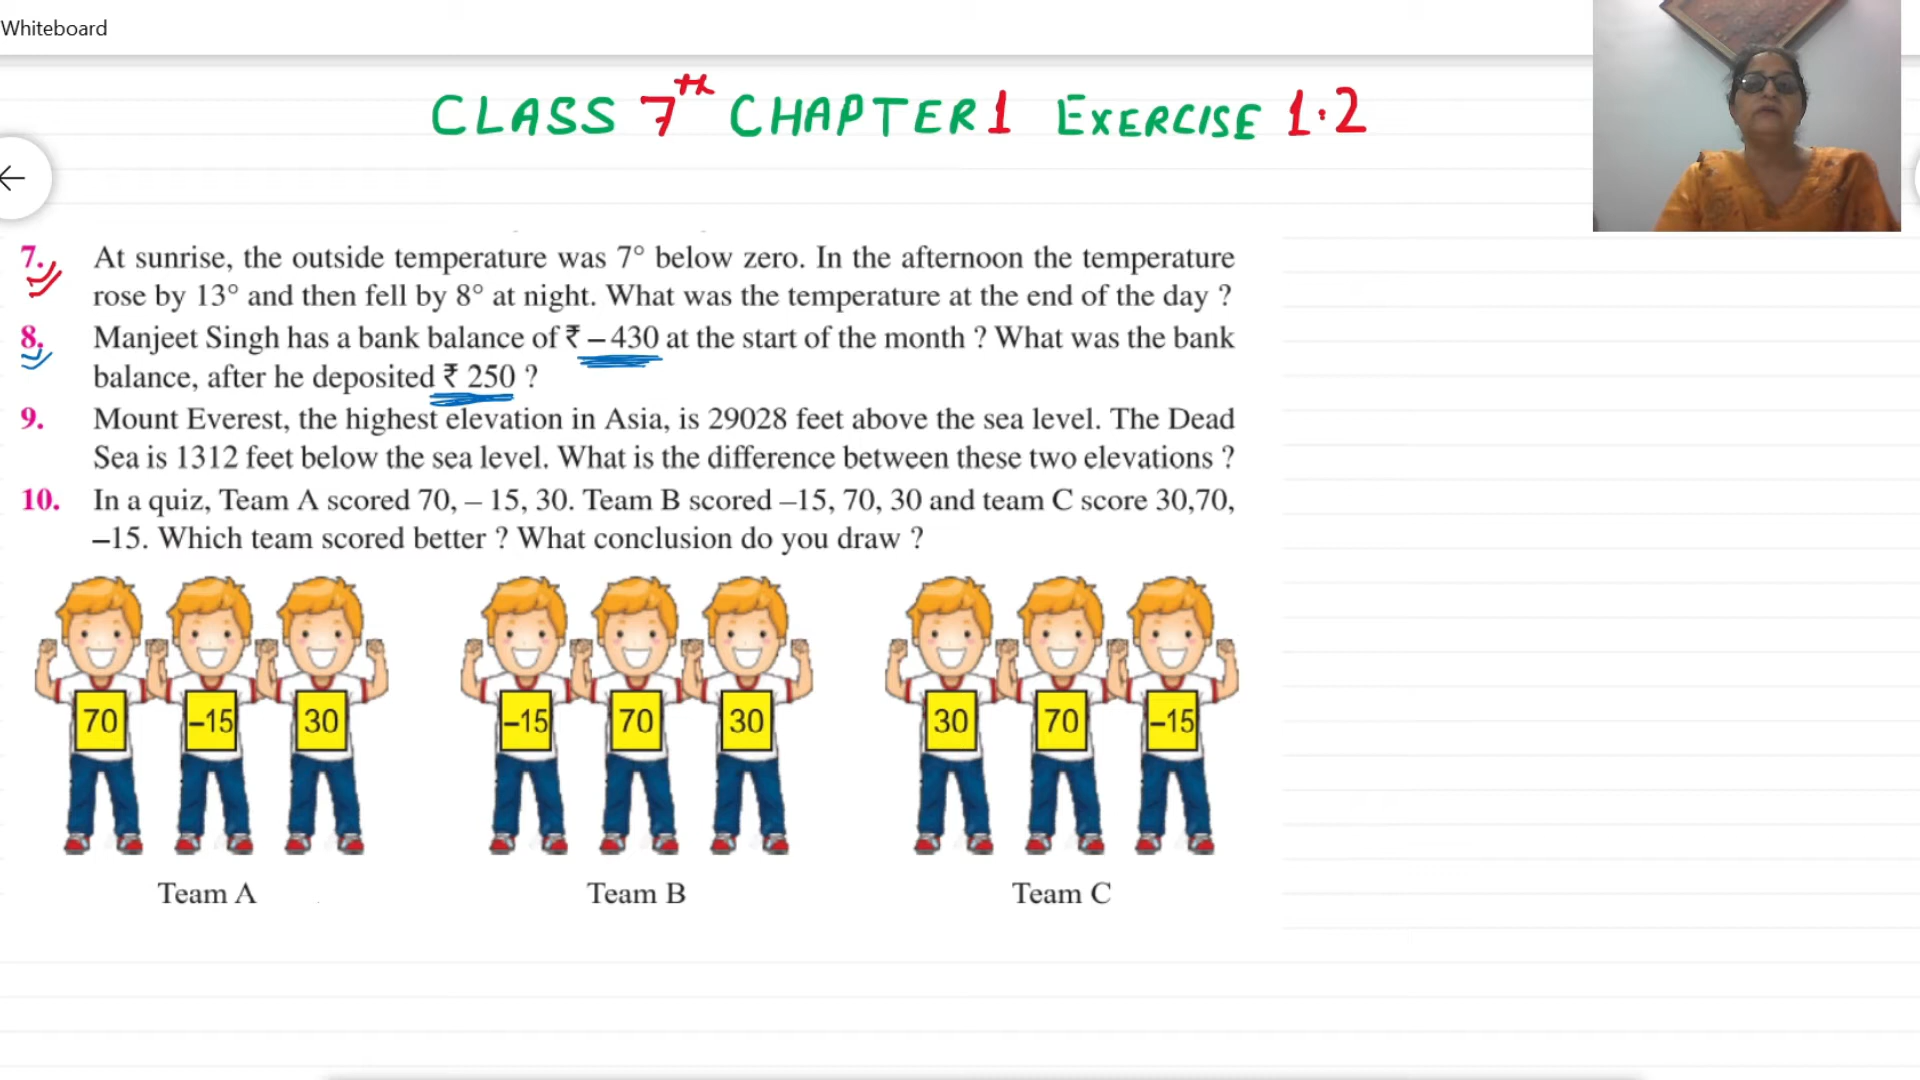 Whiteboard
CLASS 7th CHAPTER 1 EXERCISE 1.2
7. At sunrise, the outside temperature was 7° below zero. In the afternoon the temperature
rose by 13° and then fell by 8° at night. What was the temperature at the end of the day ?
8. Manjeet Singh has a bank balance of ₹ – 430 at the start of the month ? What was the bank
balance, after he deposited ₹ 250 ?
9. Mount Everest, the highest elevation in Asia, is 29028 feet above the sea level. The Dead
Sea is 1312 feet below the sea level. What is the difference between these two elevations ?
10. In a quiz, Team A scored 70, – 15, 30. Team B scored –15, 70, 30 and team C score 30,70,
–15. Which team scored better ? What conclusion do you draw ?
70 –15 30 –15 70 30 30 70 –15
Team A Team B Team C